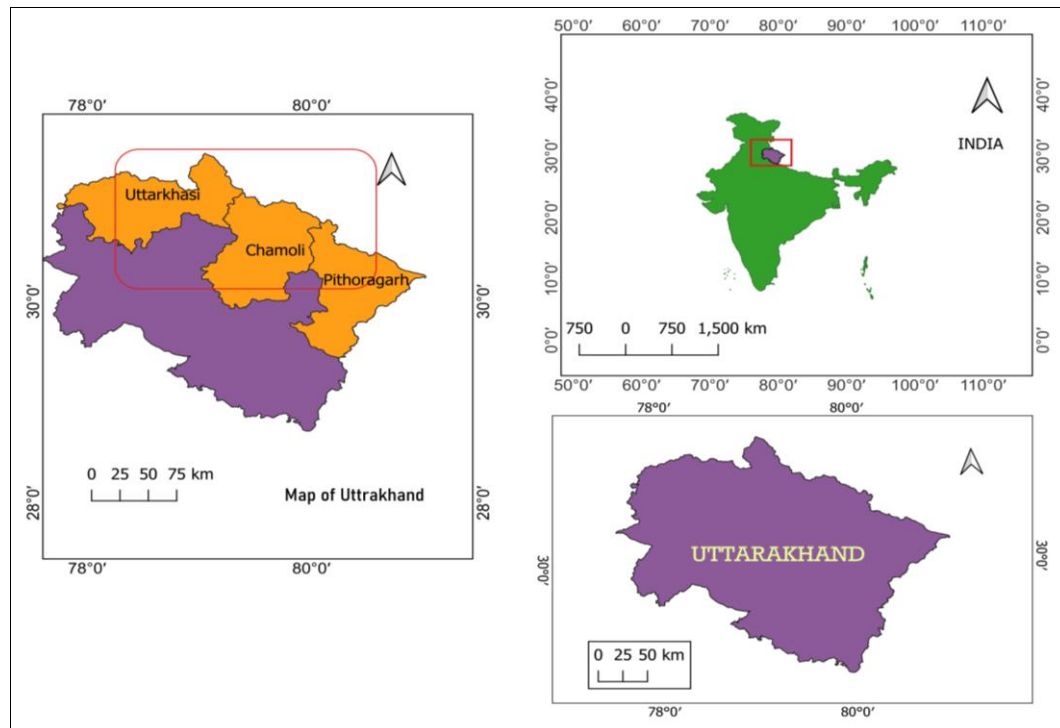 78°0′ 80°0′
Uttarkhasi
Chamoli
Pithoragarh
30°0′ 30°0′
0 25 50 75 km
Map of Uttrakhand
28°0′ 28°0′
78°0′ 80°0′
50°0′ 60°0′ 70°0′ 80°0′ 90°0′ 100°0′ 110°0′
40°0′ 40°0′
INDIA
30°0′ 30°0′
20°0′ 20°0′
10°0′ 10°0′
750 0 750 1,500 km
0°0′ 0°0′
50°0′ 60°0′ 70°0′ 80°0′ 90°0′ 100°0′ 110°0′
78°0′ 80°0′
UTTARAKHAND
30°0′ 30°0′
0 25 50 km
78°0′ 80°0′